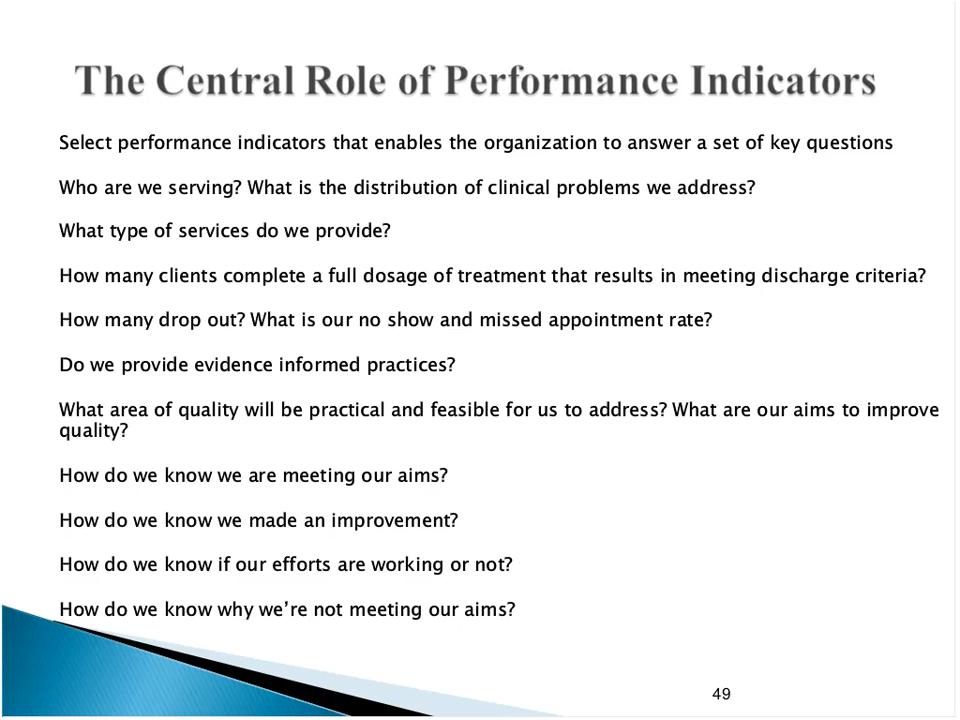 The Central Role of Performance Indicators
Select performance indicators that enables the organization to answer a set of key questions
Who are we serving? What is the distribution of clinical problems we address?
What type of services do we provide?
How many clients complete a full dosage of treatment that results in meeting discharge criteria?
How many drop out? What is our no show and missed appointment rate?
Do we provide evidence informed practices?
What area of quality will be practical and feasible for us to address? What are our aims to improve
quality?
How do we know we are meeting our aims?
How do we know we made an improvement?
How do we know if our efforts are working or not?
How do we know why we’re not meeting our aims?
49